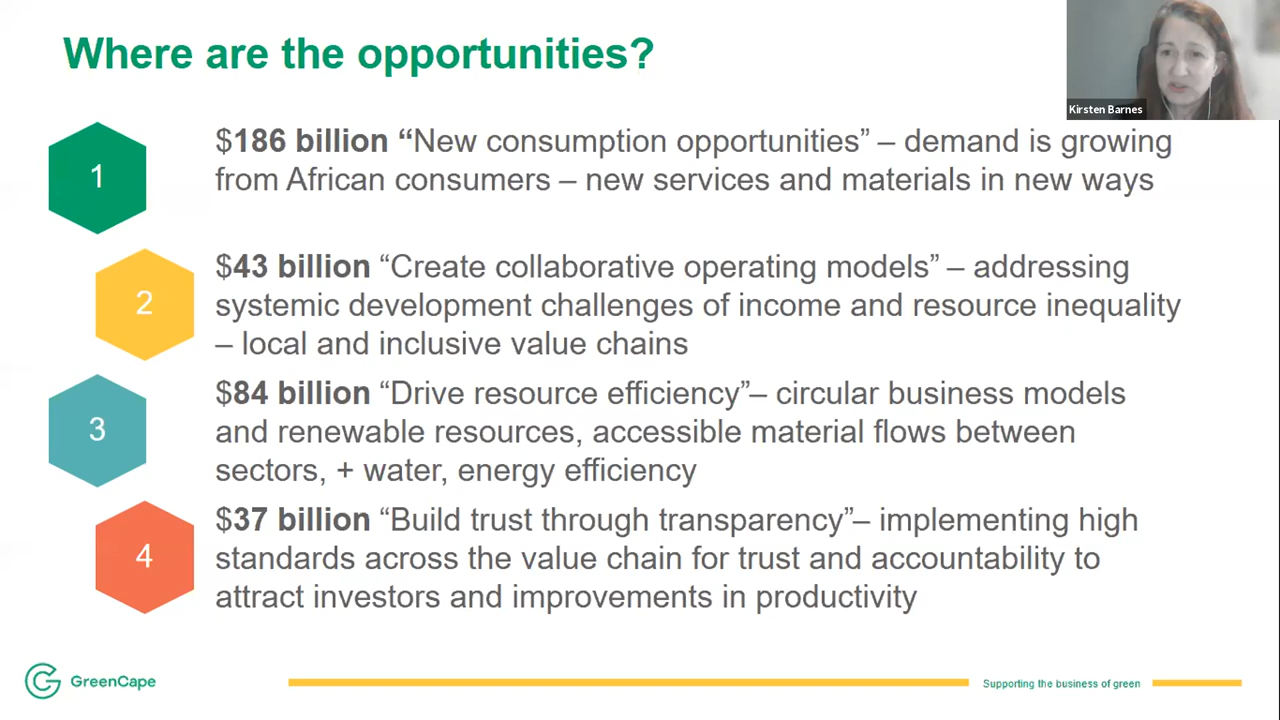 Where are the opportunities?
Kirsten Barnes
1
$186 billion “New consumption opportunities” – demand is growing
from African consumers – new services and materials in new ways
2
$43 billion “Create collaborative operating models” – addressing
systemic development challenges of income and resource inequality
– local and inclusive value chains
3
$84 billion “Drive resource efficiency”– circular business models
and renewable resources, accessible material flows between
sectors, + water, energy efficiency
4
$37 billion “Build trust through transparency”– implementing high
standards across the value chain for trust and accountability to
attract investors and improvements in productivity
GreenCape
Supporting the business of green